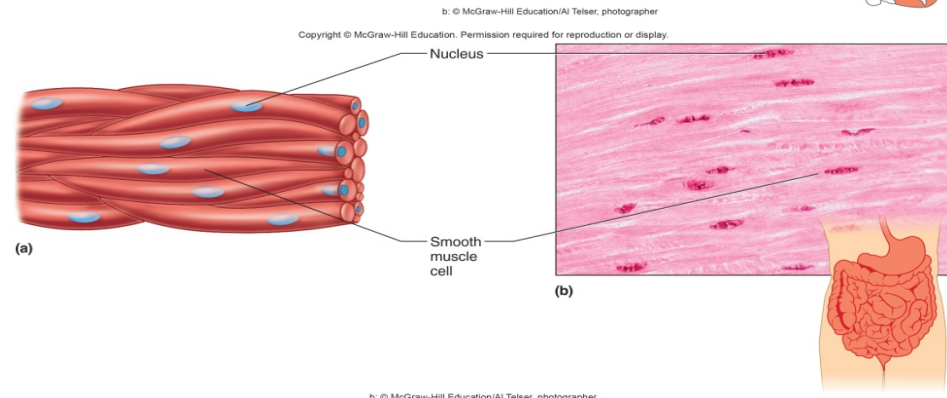 b: © McGraw-Hill Education/Al Telser, photographer
Copyright © McGraw-Hill Education. Permission required for reproduction or display.
Nucleus
(a)
Smooth
muscle
cell
(b)
b: © McGraw-Hill Education/Al Telser, photographer